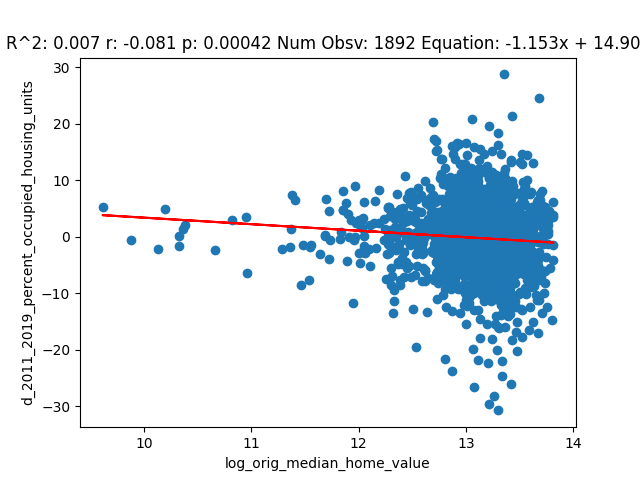 R^2: 0.007 r: -0.081 p: 0.00042 Num Obsv: 1892 Equation: -1.153x + 14.90
30
20
10
0
−10
−20
−30
d_2011_2019_percent_occupied_housing_units
10 11 12 13 14
log_orig_median_home_value